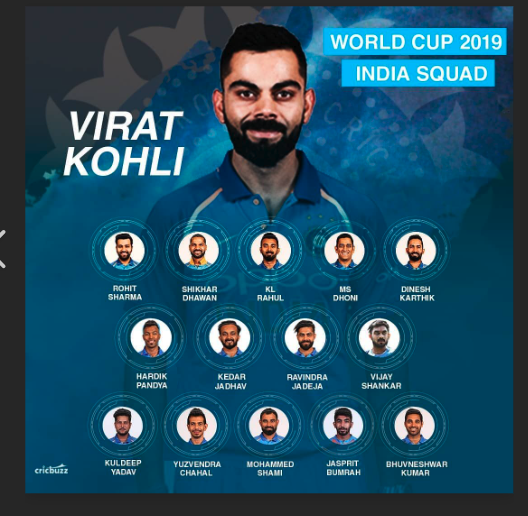 WORLD CUP 2019
INDIA SQUAD
VIRAT
KOHLI
ROHIT
SHARMA
SHIKHAR
DHAWAN
KL
RAHUL
MS
DHONI
DINESH
KARTHIK
HARDIK
PANDYA
KEDAR
JADHAV
RAVINDRA
JADEJA
VIJAY
SHANKAR
KULDEEP
YADAV
YUZVENDRA
CHAHAL
MOHAMMED
SHAMI
JASPRIT
BUMRAH
BHUVNESHWAR
KUMAR
cricbuzz